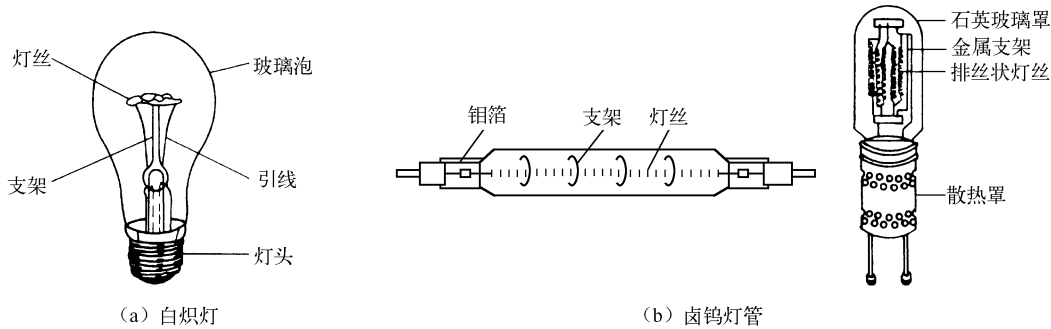 灯丝
玻璃泡
支架
引线
灯头
(a) 白炽灯
钼箔
支架
灯丝
石英玻璃罩
金属支架
排丝状灯丝
散热罩
(b) 卤钨灯管